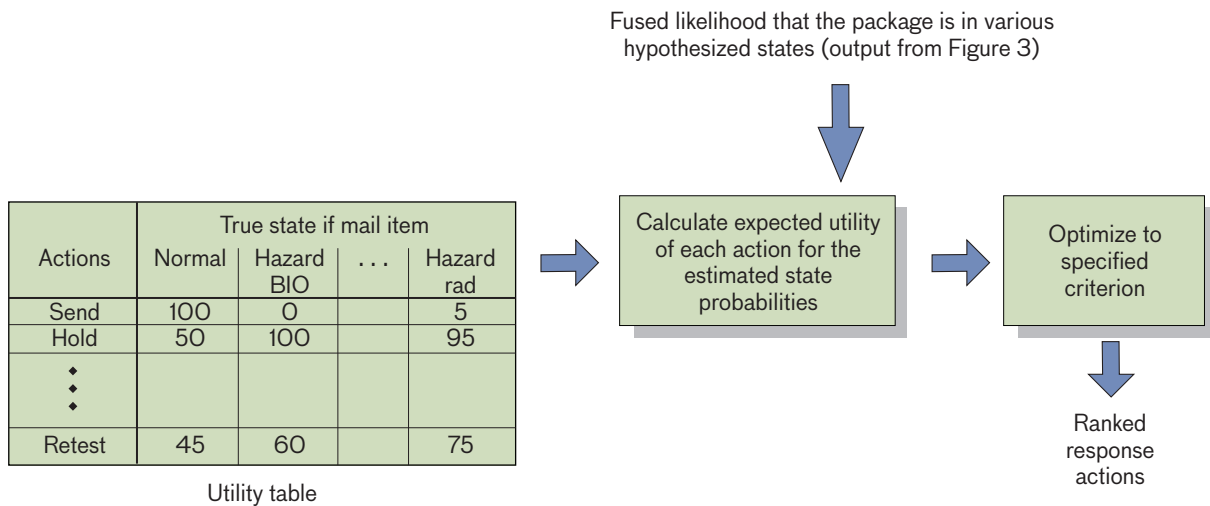 Fused likelihood that the package is in various
hypothesized states (output from Figure 3)
True state if mail item
Actions Normal Hazard BIO . . . Hazard rad
Send 100 0 5
Hold 50 100 95
Retest 45 60 75
Utility table
Calculate expected utility
of each action for the
estimated state
probabilities
Optimize to
specified
criterion
Ranked
response
actions